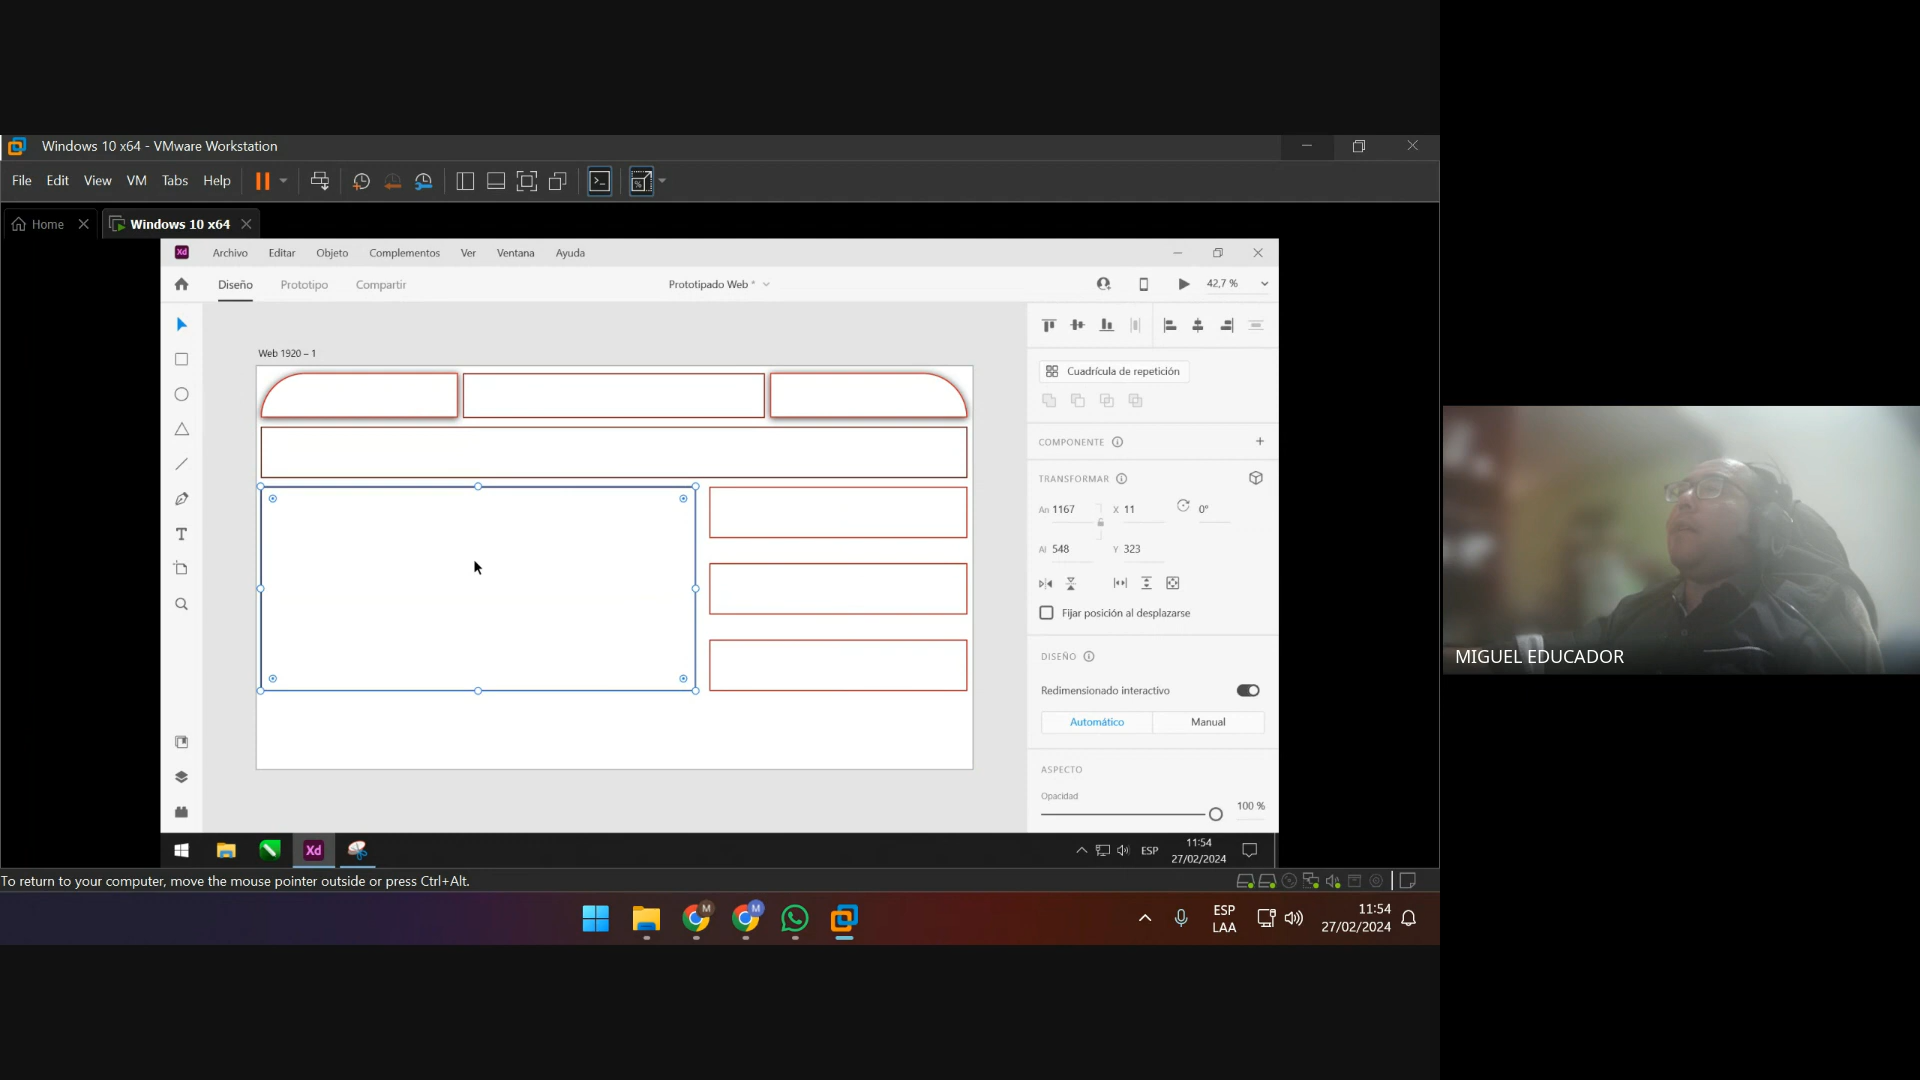 Windows 10 x64 - VMware Workstation
File Edit View VM Tabs Help
Home
Windows 10 x64
Xd Archivo Editar Objeto Complementos Ver Ventana Ayuda
Diseño Prototipo Compartir Prototipado Web * 42,7 %
Web 1920 – 1
Cuadrícula de repetición
COMPONENTE
TRANSFORMAR
An 1167 X 11 0°
Al 548 Y 323
Fijar posición al desplazarse
DISEÑO
Redimensionado interactivo
Automático Manual
ASPECTO
Opacidad
100 %
Xd ESP 11:54
27/02/2024
To return to your computer, move the mouse pointer outside or press Ctrl+Alt.
M M ESP
LAA
11:54
27/02/2024
MIGUEL EDUCADOR